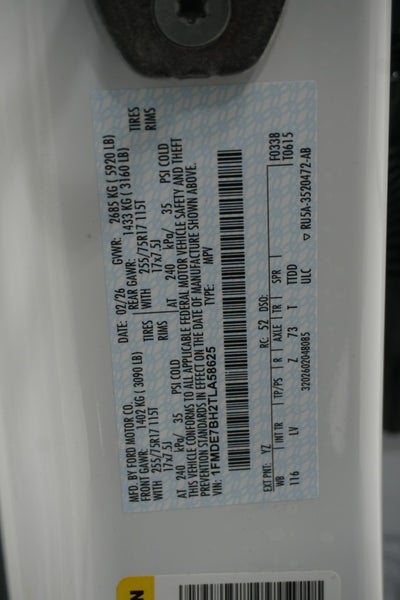 MFD. BY FORD MOTOR CO.
DATE: 02/26 GVWR: 2685 KG ( 5920 LB)
FRONT GAWR: 1402 KG ( 3090 LB) REAR GAWR: 1433 KG ( 3160 LB)
WITH 255/75R17 115T TIRES WITH 255/75R17 115T TIRES
17x7.5J RIMS 17x7.5J RIMS
AT 240 kPa/ 35 PSI COLD AT 240 kPa/ 35 PSI COLD
THIS VEHICLE CONFORMS TO ALL APPLICABLE FEDERAL MOTOR VEHICLE SAFETY AND THEFT
PREVENTION STANDARDS IN EFFECT ON THE DATE OF MANUFACTURE SHOWN ABOVE.
VIN: 1FMDE7BH2TLA58625 TYPE: MPV
F0338
T0615
EXT PNT: YZ RC: 52 DSO:
WB INT TR TP/PS R AXLE TR SPR
116 LV Z 73 T TIDD
ULC
▽ RU5A-3520472-AB
3202602048085
N